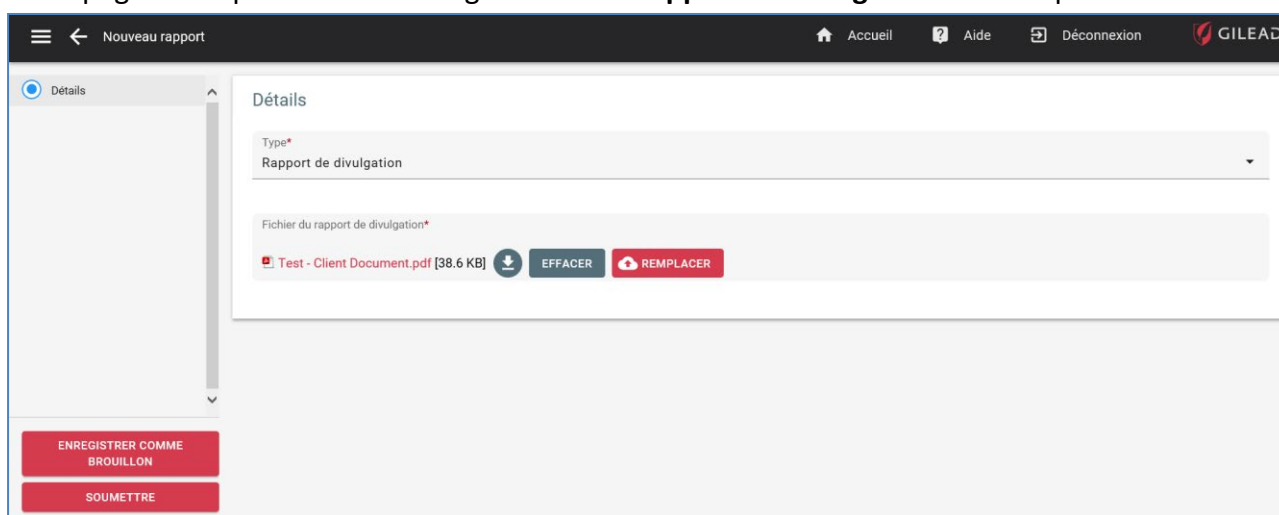 Nouveau rapport
Accueil
Aide
Déconnexion
GILEAD
Détails
Détails
Type*
Rapport de divulgation
Fichier du rapport de divulgation*
Test - Client Document.pdf [38.6 KB] EFFACER REMPLACER
ENREGISTRER COMME
BROUILLON
SOUMETTRE